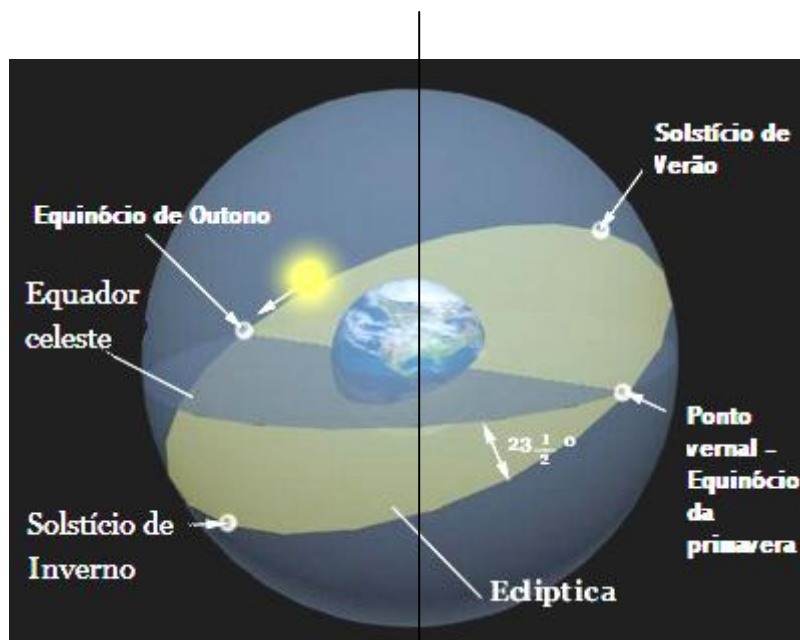 Solstício de
Verão
Equinócio de Outono
Equador
celeste
23 1/2 º
Ponto
vernal –
Equinócio
da
primavera
Solstício de
Inverno
Ecliptica